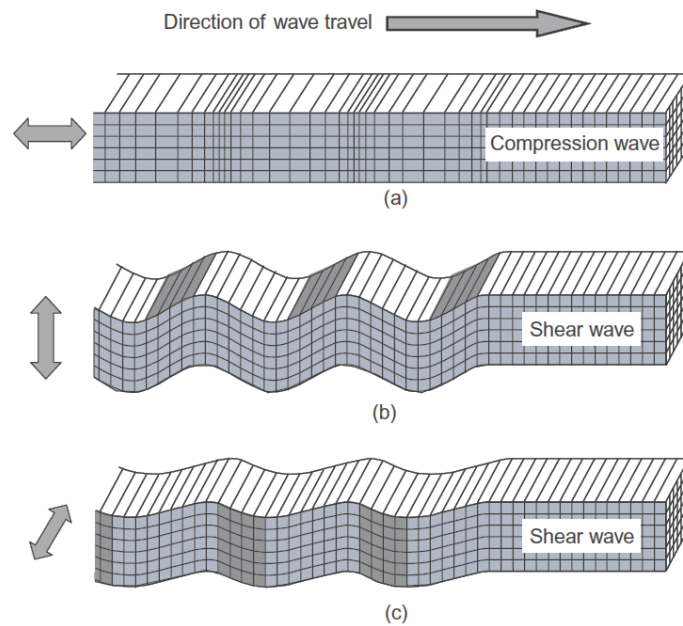 Direction of wave travel
Compression wave
(a)
Shear wave
(b)
Shear wave
(c)